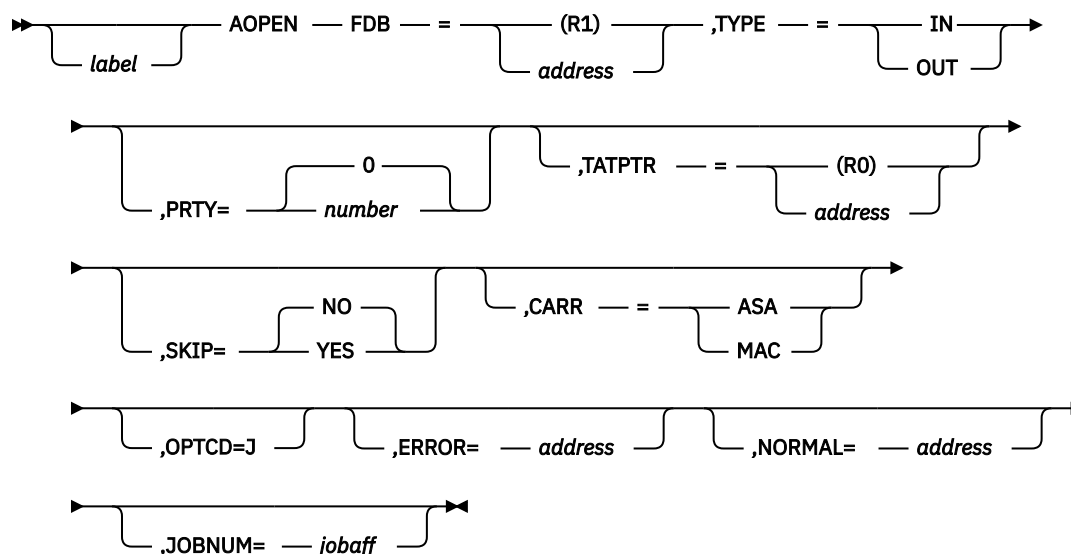 AOPEN FDB = (R1) ,TYPE = IN
label address OUT
0 ,TATPTR = (R0)
,PRTY= number address
NO ,CARR = ASA
,SKIP= YES MAC
,OPTCD=J ,ERROR= address ,NORMAL= address
,JOBNUM= jobaff